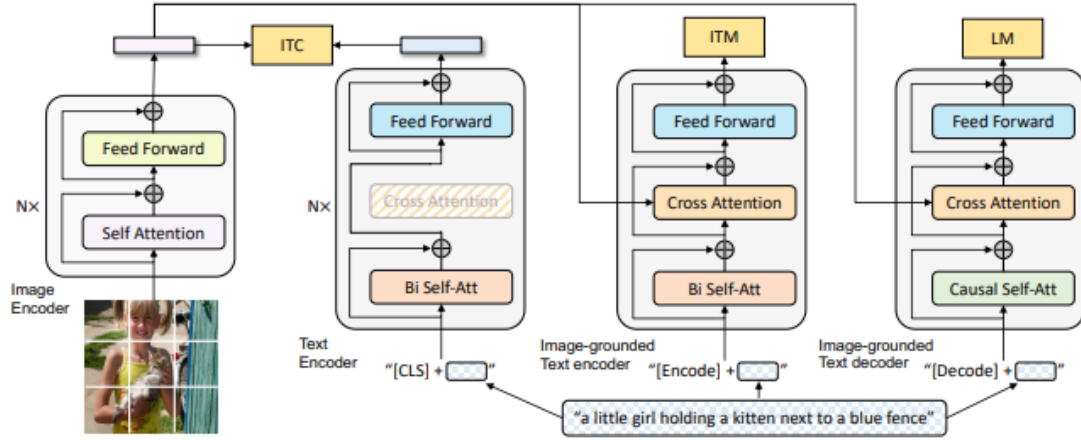 ITC
ITM
LM
Feed Forward
Self Attention
N×
Image
Encoder
Feed Forward
Cross Attention
Bi Self-Att
N×
Text
Encoder
"[CLS] + "
Feed Forward
Cross Attention
Bi Self-Att
Image-grounded
Text encoder
"[Encode] + "
Feed Forward
Cross Attention
Causal Self-Att
Image-grounded
Text decoder
"[Decode] + "
"a little girl holding a kitten next to a blue fence"